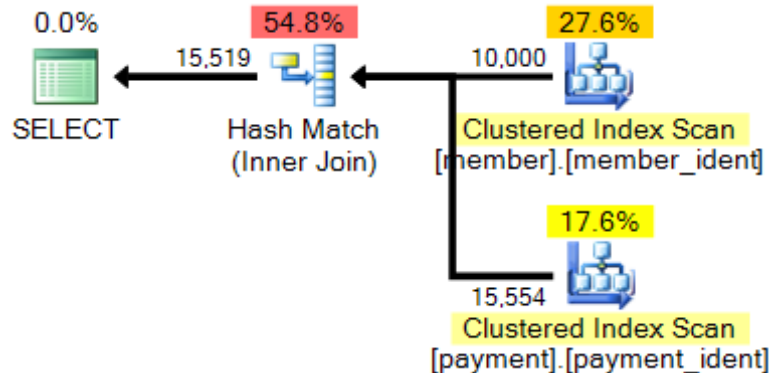 0.0%
54.8%
27.6%
15,519
10,000
SELECT
Hash Match
(Inner Join)
Clustered Index Scan
[member].[member_ident]
17.6%
15,554
Clustered Index Scan
[payment].[payment_ident]